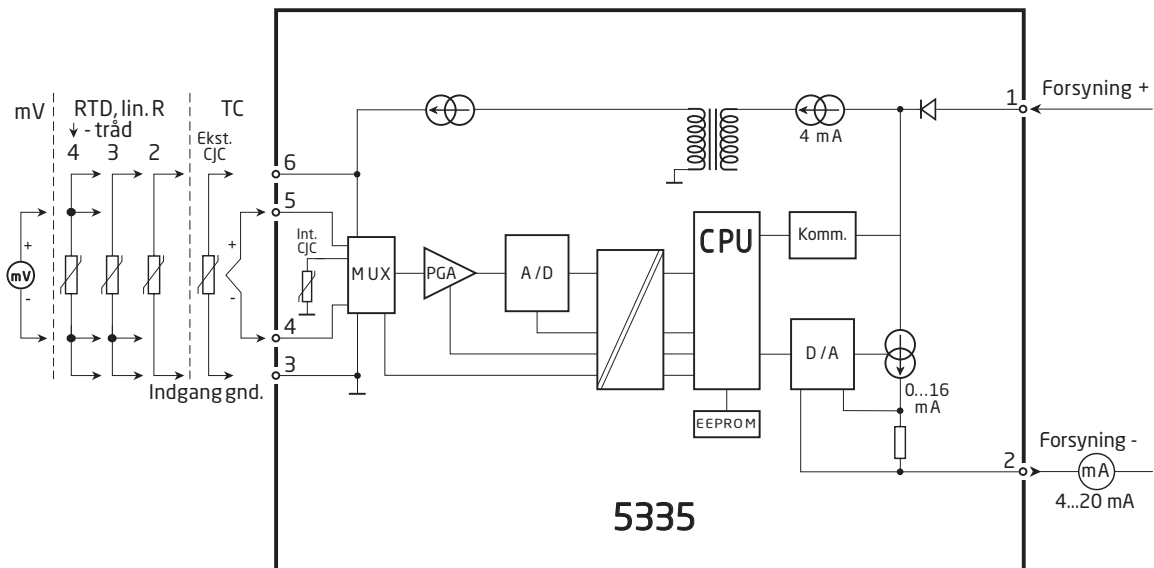 mV
RTD, lin. R
- tråd
4 3 2
TC
Ekst.
CJC
+
mV
-
+
-
Indgang gnd.
6
5
4
3
Int.
CJC
MUX
PGA
A/D
CPU
EEPROM
Komm.
D/A
4 mA
0...16
mA
1
Forsyning +
2
Forsyning -
mA
4...20 mA
5335